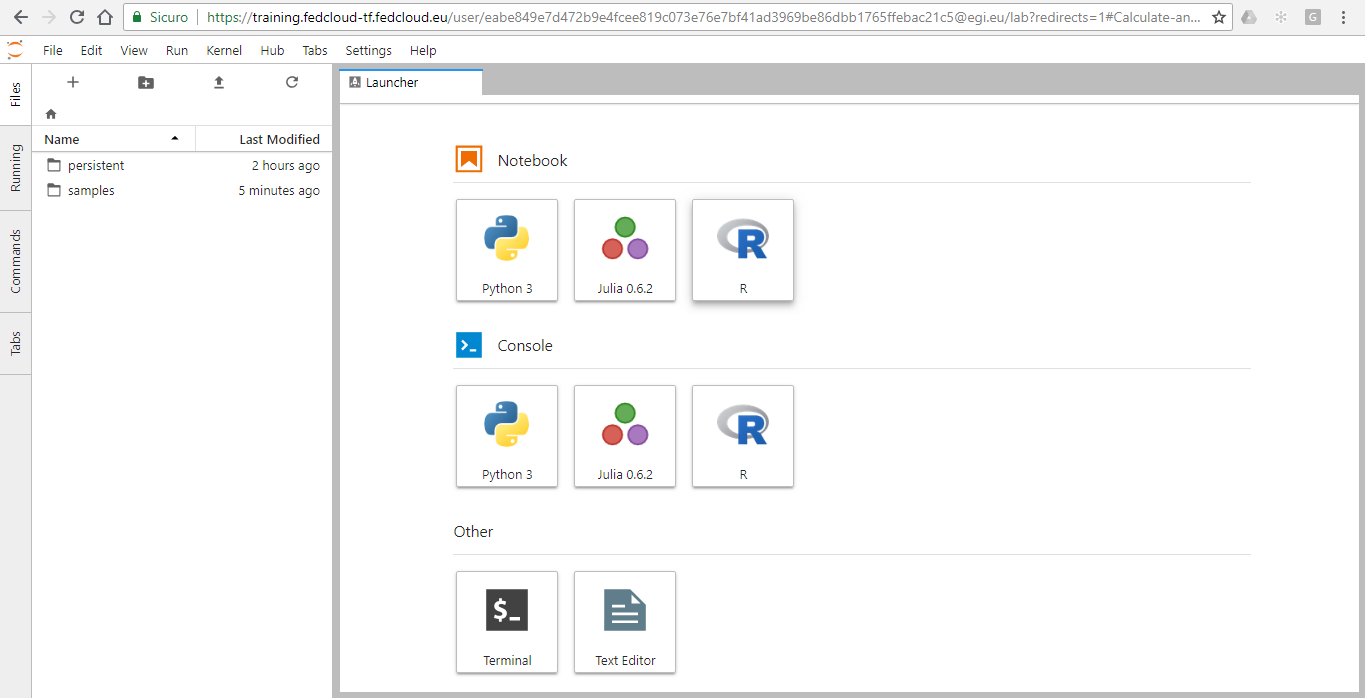 Sicuro https://training.fedcloud-tf.fedcloud.eu/user/eabe849e7d472b9e4fcee819c073e76e7bf41ad3969be86dbb1765ffebac21c5@egi.eu/lab?redirects=1#Calculate-an...
G
File Edit View Run Kernel Hub Tabs Settings Help
Files
Running
Commands
Tabs
Name Last Modified
persistent 2 hours ago
samples 5 minutes ago
Launcher
Notebook
Python 3 Julia 0.6.2 R
Console
Python 3 Julia 0.6.2 R
Other
$_
Terminal Text Editor